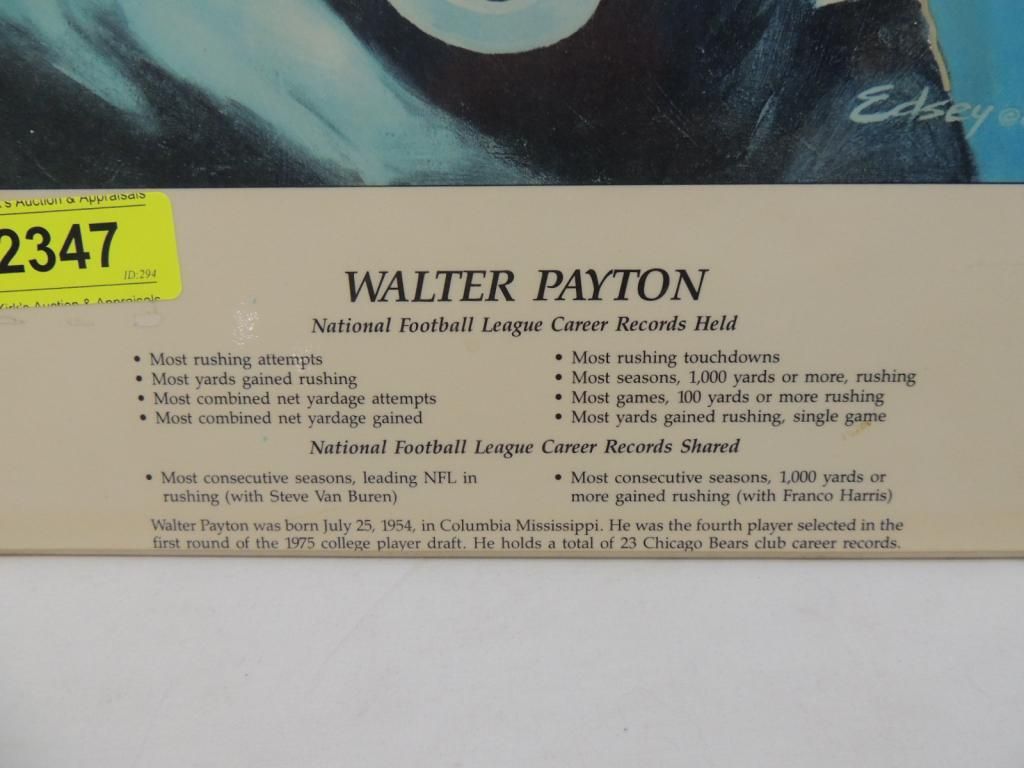 Edsey ©
Auction & Appraisals
2347
ID:294
Kirk's Auction & Appraisals
WALTER PAYTON
National Football League Career Records Held
• Most rushing attempts
• Most yards gained rushing
• Most combined net yardage attempts
• Most combined net yardage gained
• Most rushing touchdowns
• Most seasons, 1,000 yards or more, rushing
• Most games, 100 yards or more rushing
• Most yards gained rushing, single game
National Football League Career Records Shared
• Most consecutive seasons, leading NFL in
rushing (with Steve Van Buren)
• Most consecutive seasons, 1,000 yards or
more gained rushing (with Franco Harris)
Walter Payton was born July 25, 1954, in Columbia Mississippi. He was the fourth player selected in the
first round of the 1975 college player draft. He holds a total of 23 Chicago Bears club career records.